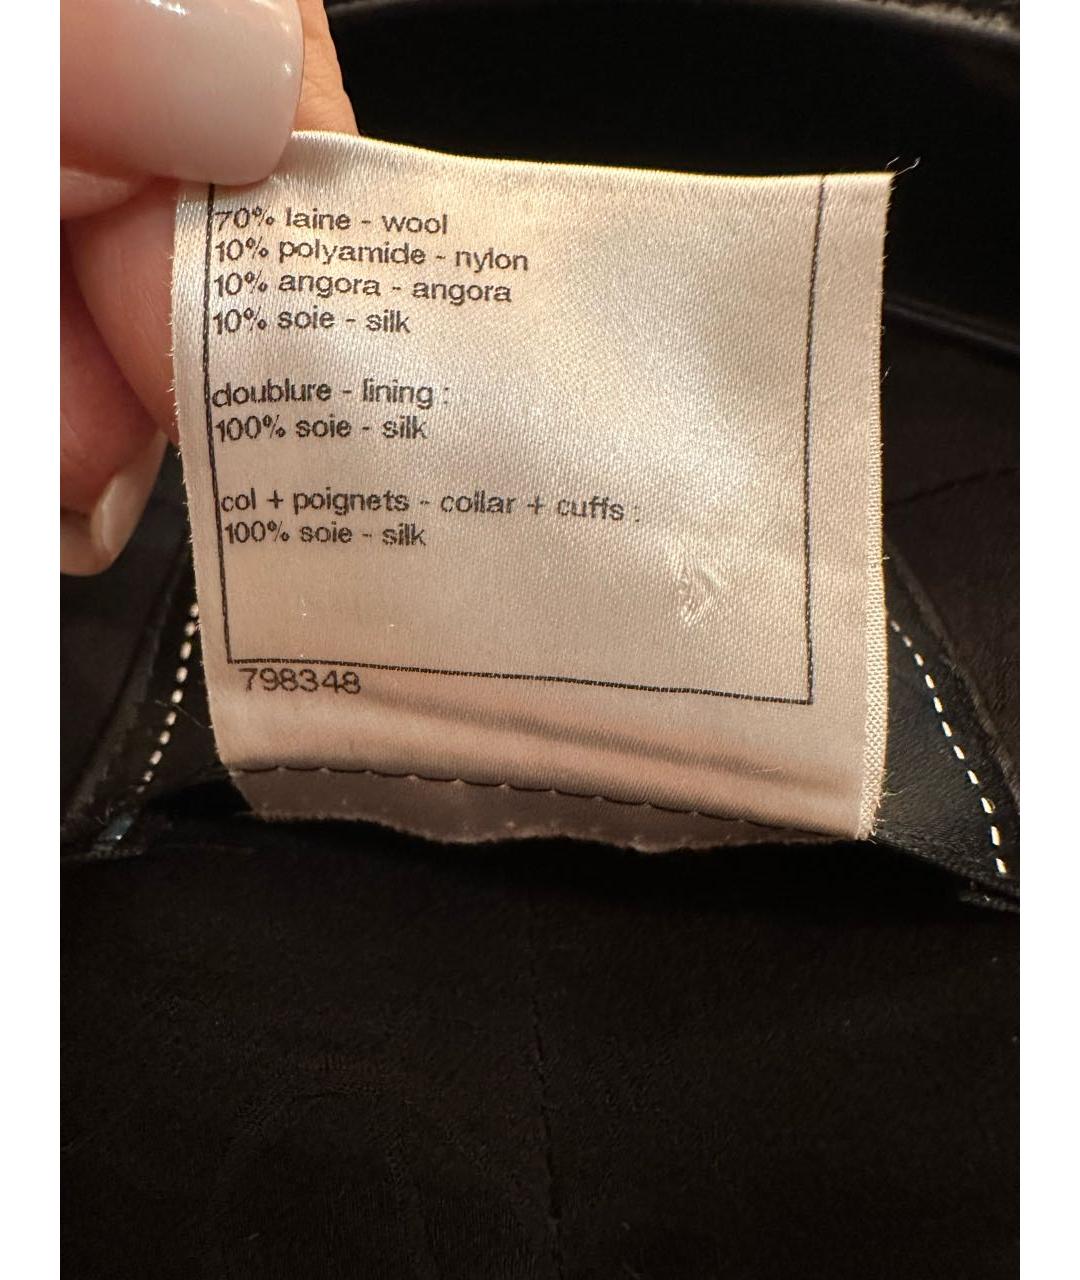 70% laine - wool
10% polyamide - nylon
10% angora - angora
10% soie - silk
doublure - lining :
100% soie - silk
col + poignets - collar + cuffs :
100% soie - silk
798348